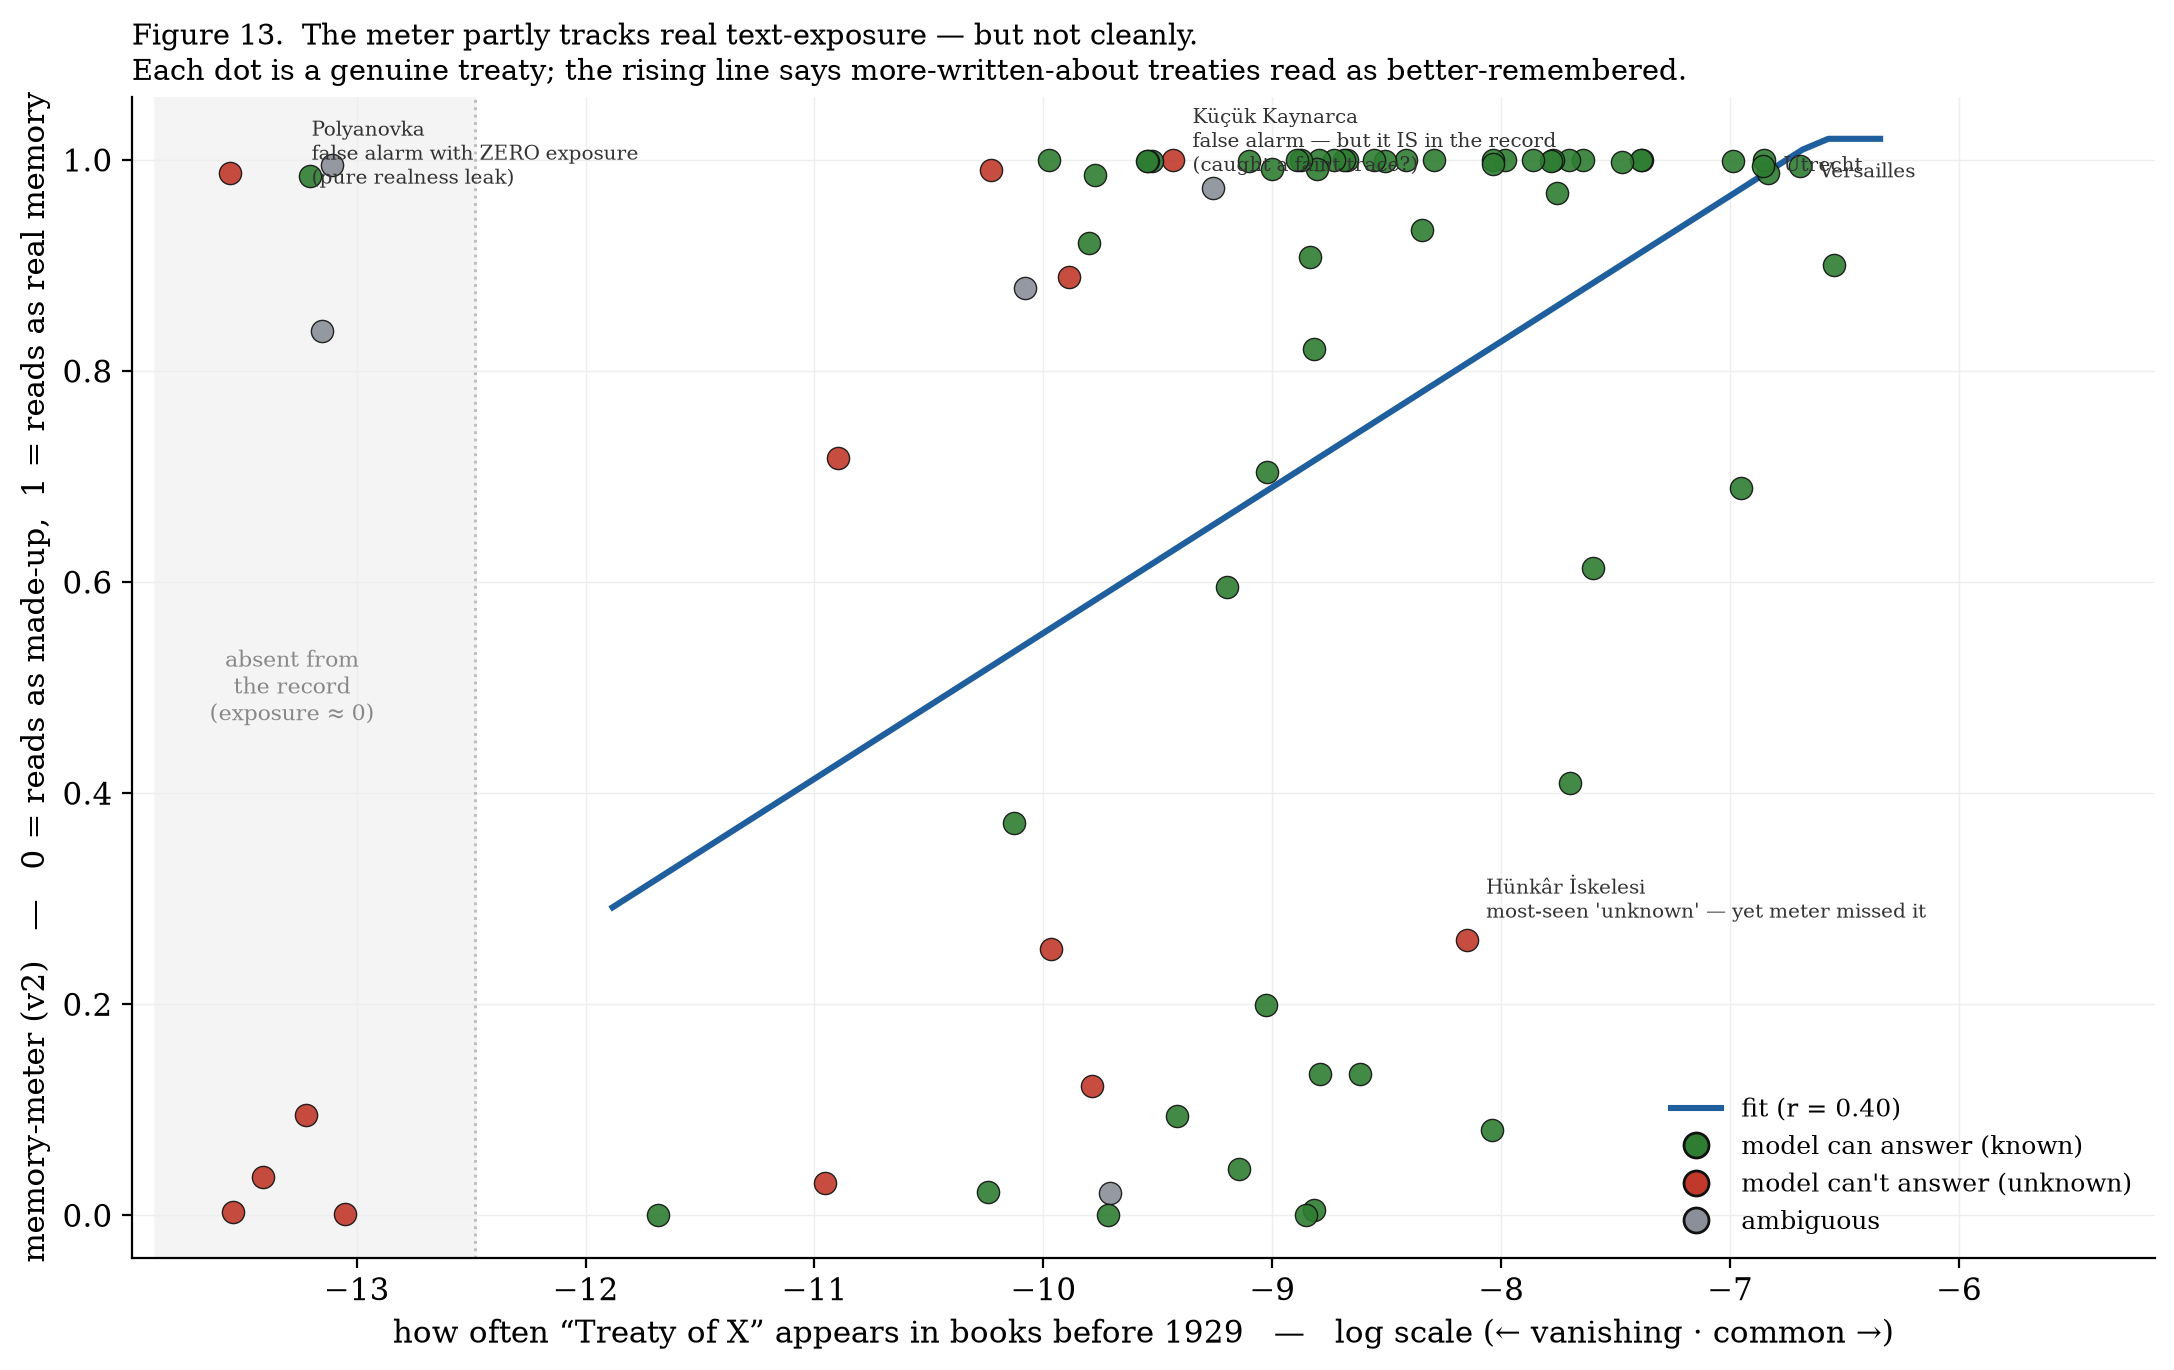 Figure 13.  The meter partly tracks real text-exposure — but not cleanly.
Each dot is a genuine treaty; the rising line says more-written-about treaties read as better-remembered.
memory-meter (v2)   —   0 = reads as made-up,  1 = reads as real memory
1.0
0.8
0.6
0.4
0.2
0.0
Polyanovka
false alarm with ZERO exposure
(pure realness leak)
Küçük Kaynarca
false alarm — but it IS in the record
(caught a faint trace?)
Utrecht
Versailles
absent from
the record
(exposure ≈ 0)
Hünkâr İskelesi
most-seen 'unknown' — yet meter missed it
fit (r = 0.40)
model can answer (known)
model can't answer (unknown)
ambiguous
−13
−12
−11
−10
−9
−8
−7
−6
how often “Treaty of X” appears in books before 1929   —   log scale (← vanishing · common →)